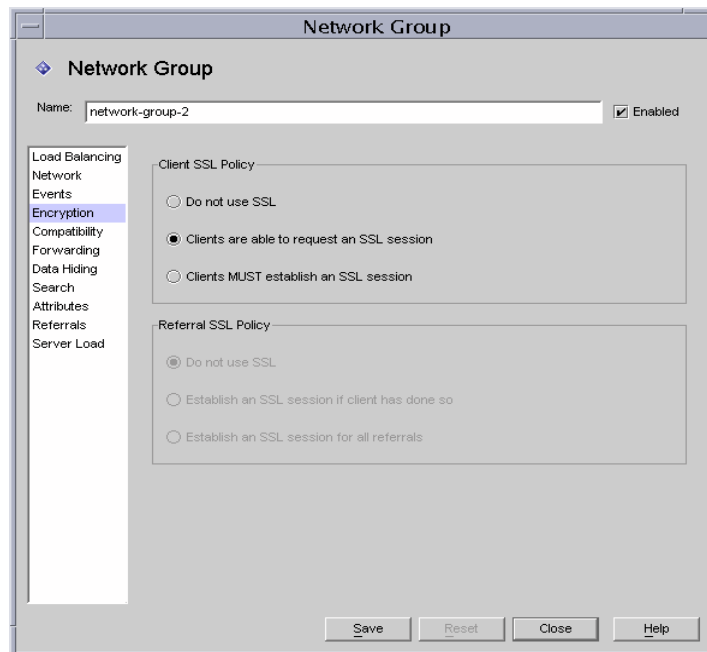 Network Group
Network Group
Name: network-group-2 Enabled
Load Balancing
Network
Events
Encryption
Compatibility
Forwarding
Data Hiding
Search
Attributes
Referrals
Server Load
Client SSL Policy
Do not use SSL
Clients are able to request an SSL session
Clients MUST establish an SSL session
Referral SSL Policy
Do not use SSL
Establish an SSL session if client has done so
Establish an SSL session for all referrals
Save Reset Close Help